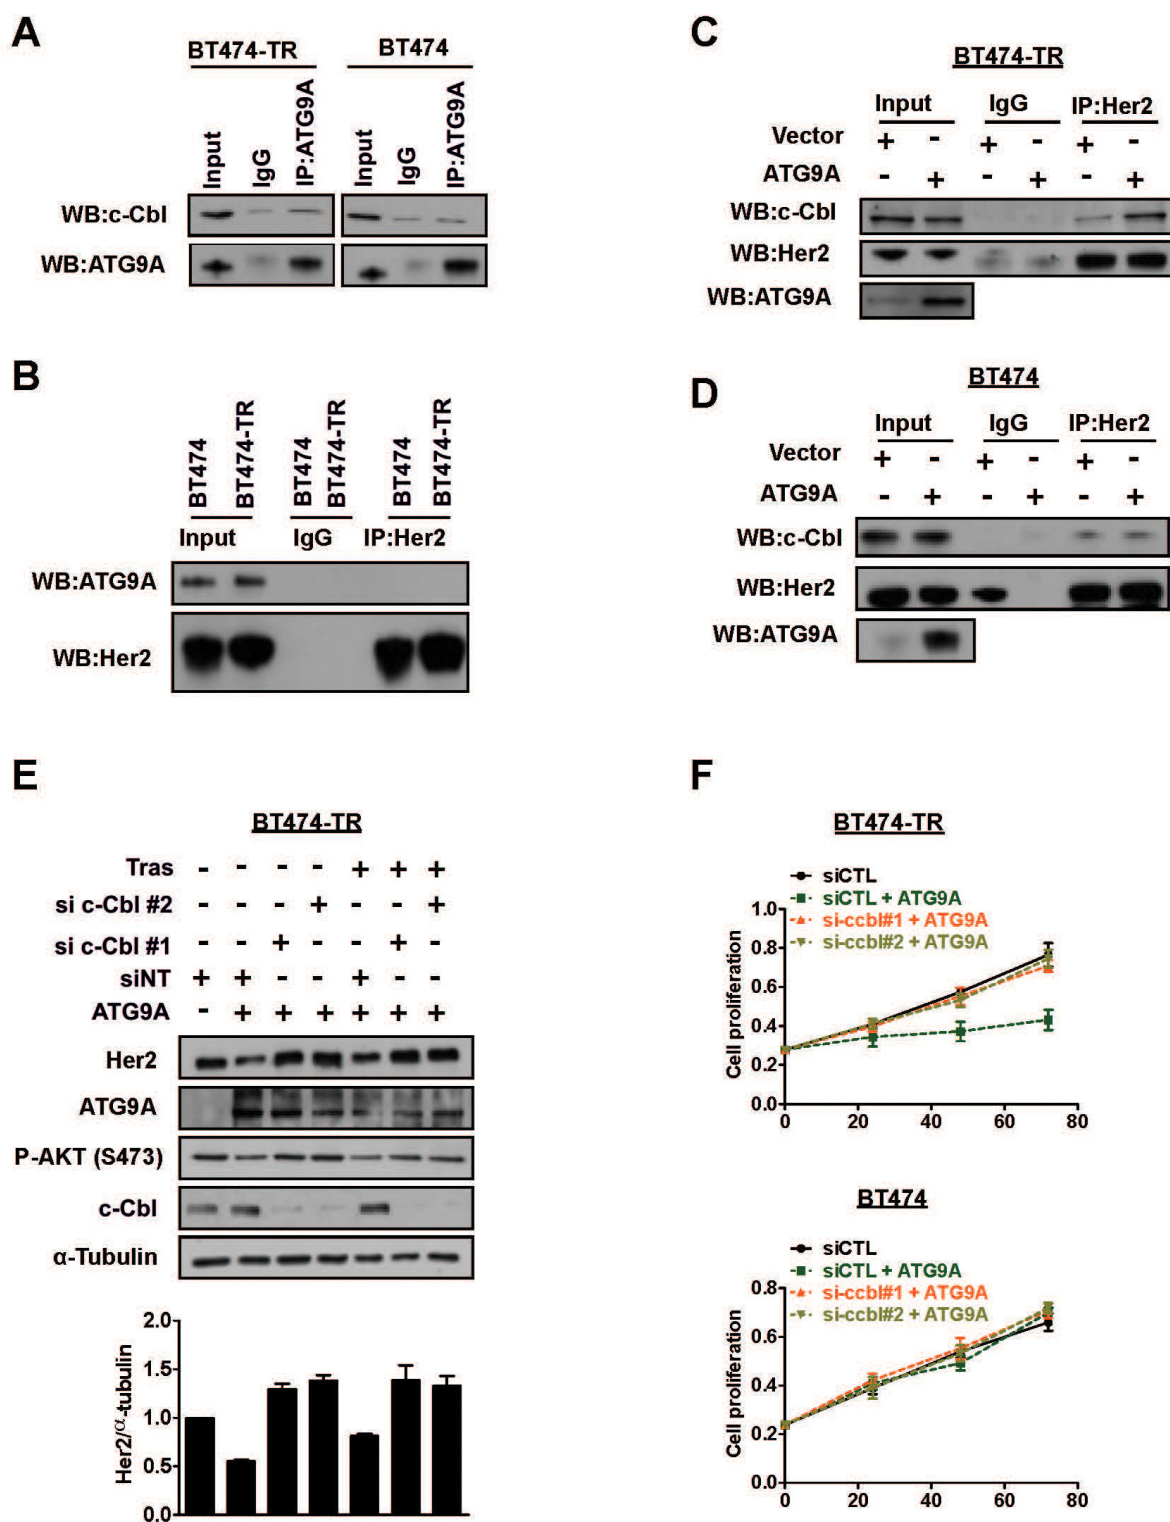 A
BT474-TR BT474
Input IgG IP:ATG9A Input IgG IP:ATG9A
WB:c-Cbl
WB:ATG9A
B
BT474 BT474-TR BT474 BT474-TR BT474 BT474-TR
Input IgG IP:Her2
WB:ATG9A
WB:Her2
C
BT474-TR
Input IgG IP:Her2
Vector + - + - + -
ATG9A - + - + - +
WB:c-Cbl
WB:Her2
WB:ATG9A
D
BT474
Input IgG IP:Her2
Vector + - + - + -
ATG9A - + - + - +
WB:c-Cbl
WB:Her2
WB:ATG9A
E
BT474-TR
Tras - - - - + + +
si c-Cbl #2 - - - + - - +
si c-Cbl #1 - - + - - + -
siNT + + - - + - -
ATG9A - + + + + + +
Her2
ATG9A
P-AKT (S473)
c-Cbl
α-Tubulin
Her2/α-tubulin
2.0
1.5
1.0
0.5
0.0
F
BT474-TR
siCTL
siCTL + ATG9A
si-ccbl#1 + ATG9A
si-ccbl#2 + ATG9A
Cell proliferation
1.0
0.8
0.6
0.4
0.2
0.0
0 20 40 60 80
BT474
siCTL
siCTL + ATG9A
si-ccbl#1 + ATG9A
si-ccbl#2 + ATG9A
Cell proliferation
0.8
0.6
0.4
0.2
0.0
0 20 40 60 80